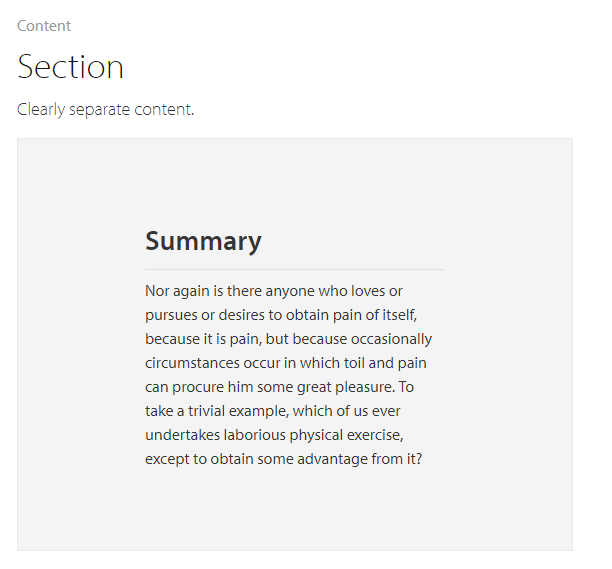 Content
Section
Clearly separate content.
Summary
Nor again is there anyone who loves or
pursues or desires to obtain pain of itself,
because it is pain, but because occasionally
circumstances occur in which toil and pain
can procure him some great pleasure. To
take a trivial example, which of us ever
undertakes laborious physical exercise,
except to obtain some advantage from it?